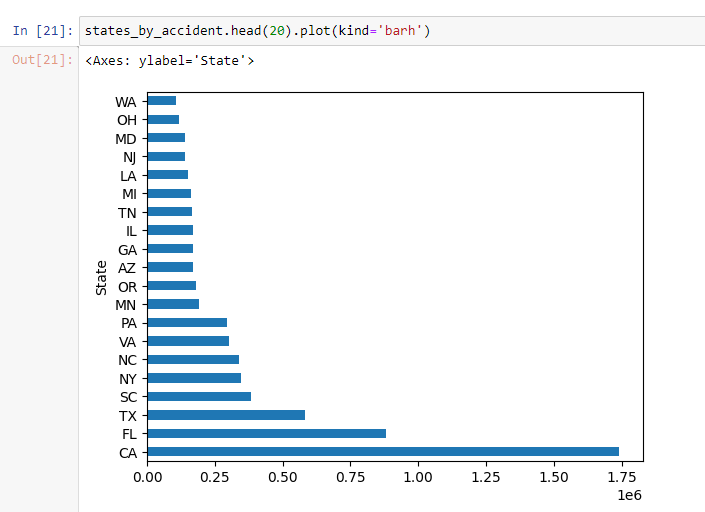 In [21]: states_by_accident.head(20).plot(kind='barh')
Out[21]: <Axes: ylabel='State'>
WA
OH
MD
NJ
LA
MI
TN
IL
GA
AZ
OR
MN
PA
VA
NC
NY
SC
TX
FL
CA
State
0.00 0.25 0.50 0.75 1.00 1.25 1.50 1.75
1e6